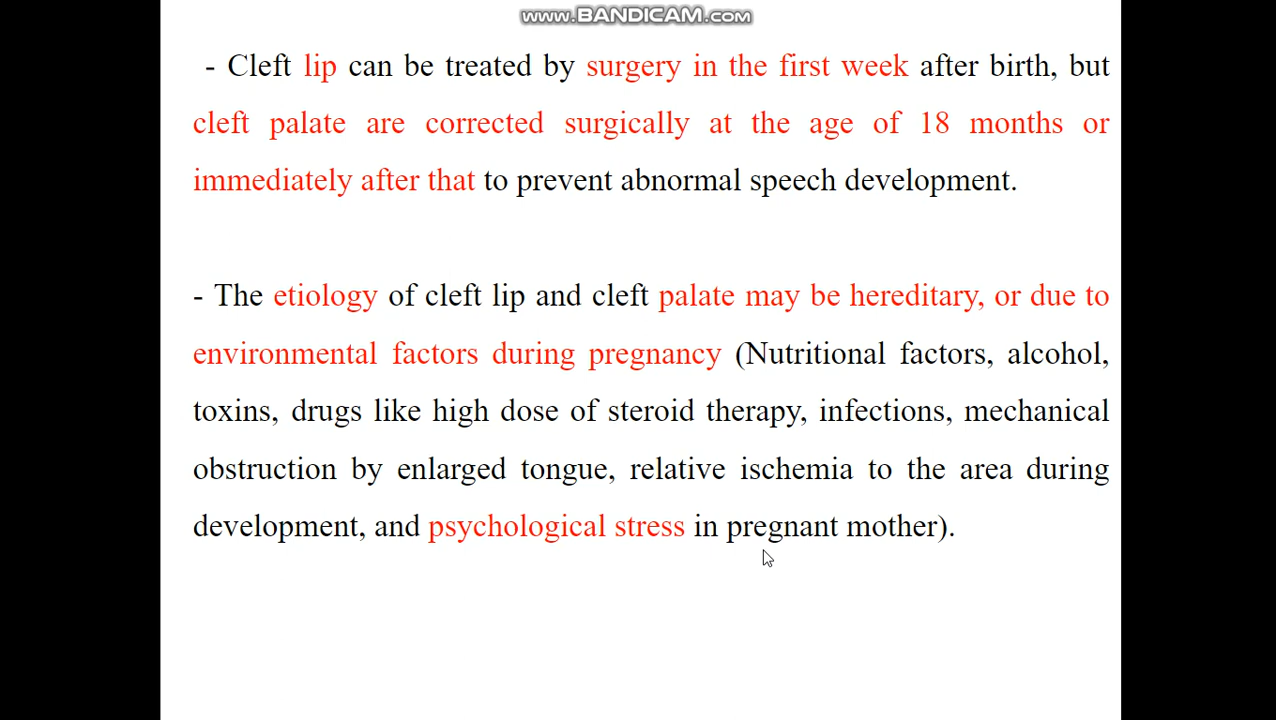 www.BANDICAM.com
- Cleft lip can be treated by surgery in the first week after birth, but
cleft palate are corrected surgically at the age of 18 months or
immediately after that to prevent abnormal speech development.
- The etiology of cleft lip and cleft palate may be hereditary, or due to
environmental factors during pregnancy (Nutritional factors, alcohol,
toxins, drugs like high dose of steroid therapy, infections, mechanical
obstruction by enlarged tongue, relative ischemia to the area during
development, and psychological stress in pregnant mother).